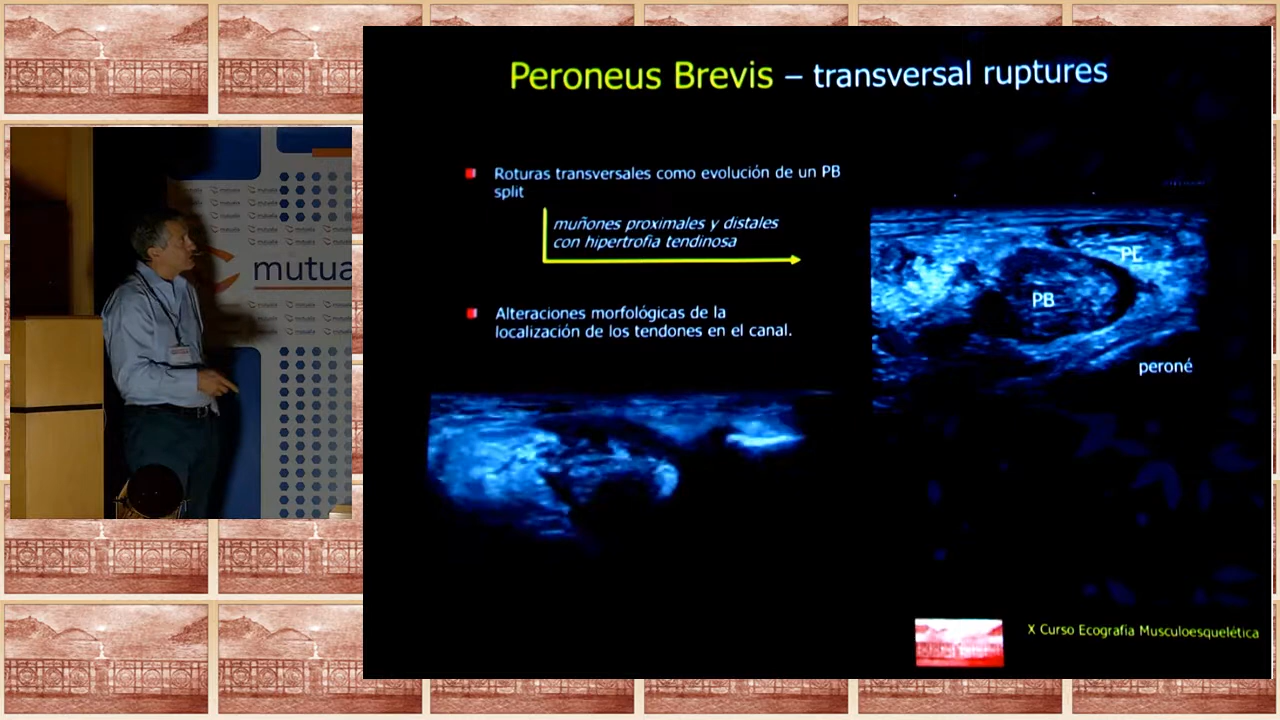 Peroneus Brevis – transversal ruptures
Roturas transversales como evolución de un PB
split
muñones proximales y distales
con hipertrofia tendinosa
Alteraciones morfológicas de la
localización de los tendones en el canal.
PL
PB
peroné
X Curso Ecografía Musculoesquelética
mutua